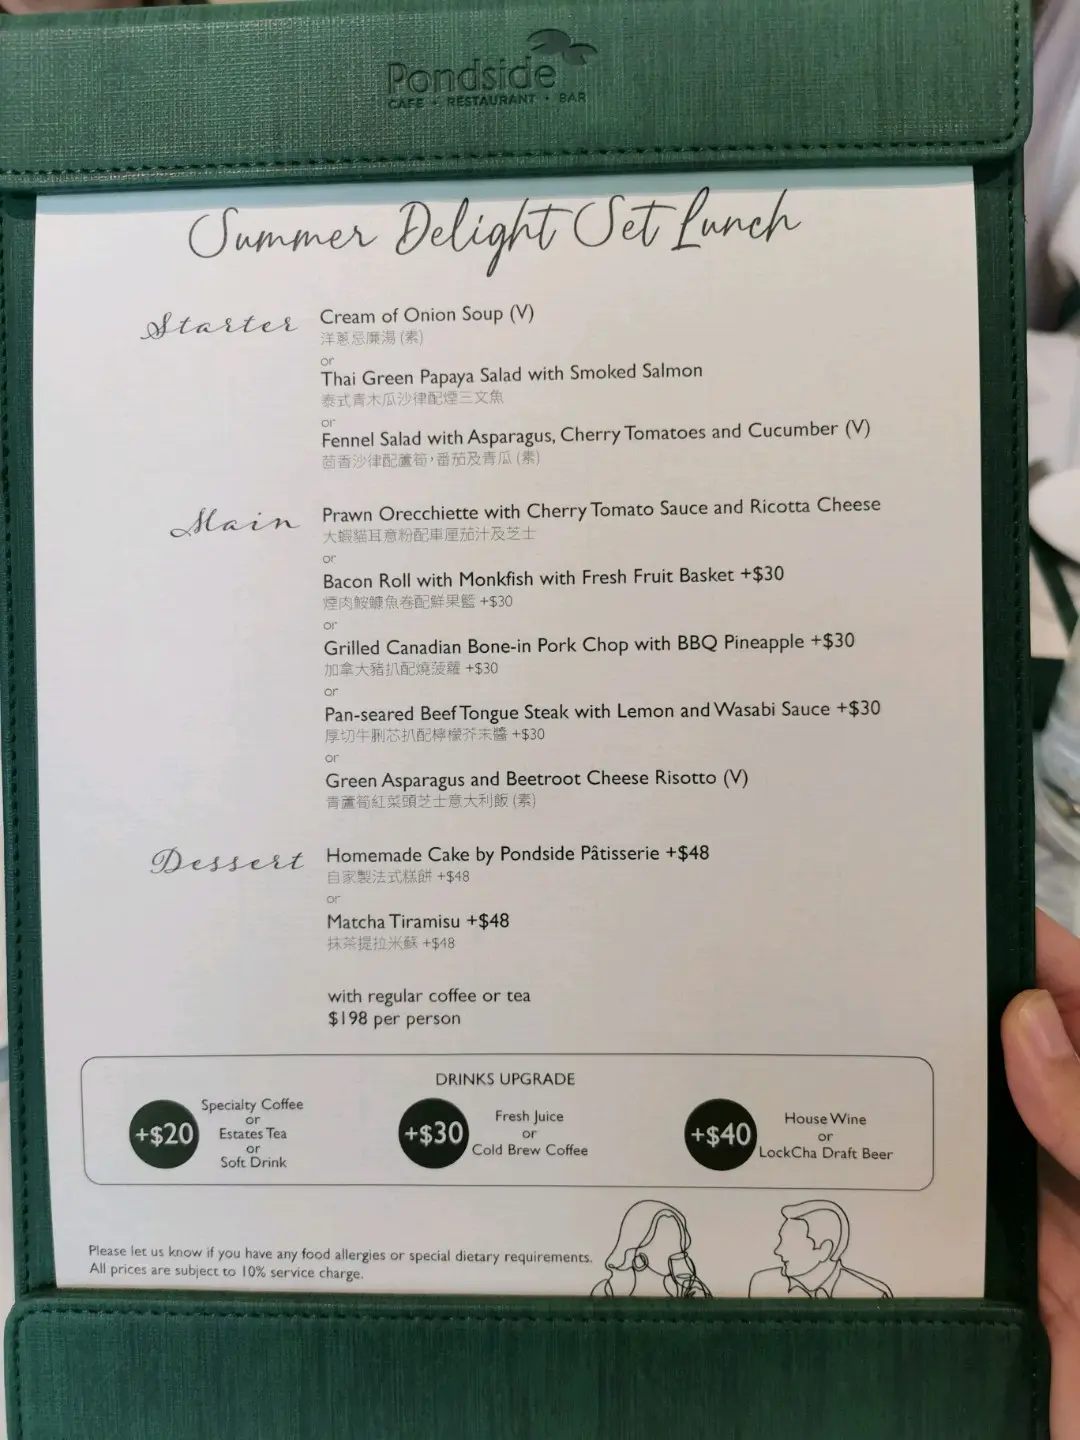 Pondside
CAFE • RESTAURANT • BAR
Summer Delight Set Lunch
Starter
Cream of Onion Soup (V)
洋蔥忌廉湯 (素)
or
Thai Green Papaya Salad with Smoked Salmon
泰式青木瓜沙律配煙三文魚
or
Fennel Salad with Asparagus, Cherry Tomatoes and Cucumber (V)
茴香沙律配蘆筍，番茄及青瓜 (素)
Main
Prawn Orecchiette with Cherry Tomato Sauce and Ricotta Cheese
大蝦貓耳意粉配車厘茄汁及芝士
or
Bacon Roll with Monkfish with Fresh Fruit Basket +$30
煙肉鮟鱇魚卷配鮮果籃 +$30
or
Grilled Canadian Bone-in Pork Chop with BBQ Pineapple +$30
加拿大豬扒配燒菠蘿 +$30
or
Pan-seared Beef Tongue Steak with Lemon and Wasabi Sauce +$30
厚切牛脷芯扒配檸檬芥末醬 +$30
or
Green Asparagus and Beetroot Cheese Risotto (V)
青蘆筍紅菜頭芝士意大利飯 (素)
Dessert
Homemade Cake by Pondside Pâtisserie +$48
自家製法式糕餅 +$48
or
Matcha Tiramisu +$48
抹茶提拉米蘇 +$48
with regular coffee or tea
$198 per person
DRINKS UPGRADE
+$20
Specialty Coffee
or
Estates Tea
or
Soft Drink
+$30
Fresh Juice
or
Cold Brew Coffee
+$40
House Wine
or
LockCha Draft Beer
Please let us know if you have any food allergies or special dietary requirements.
All prices are subject to 10% service charge.